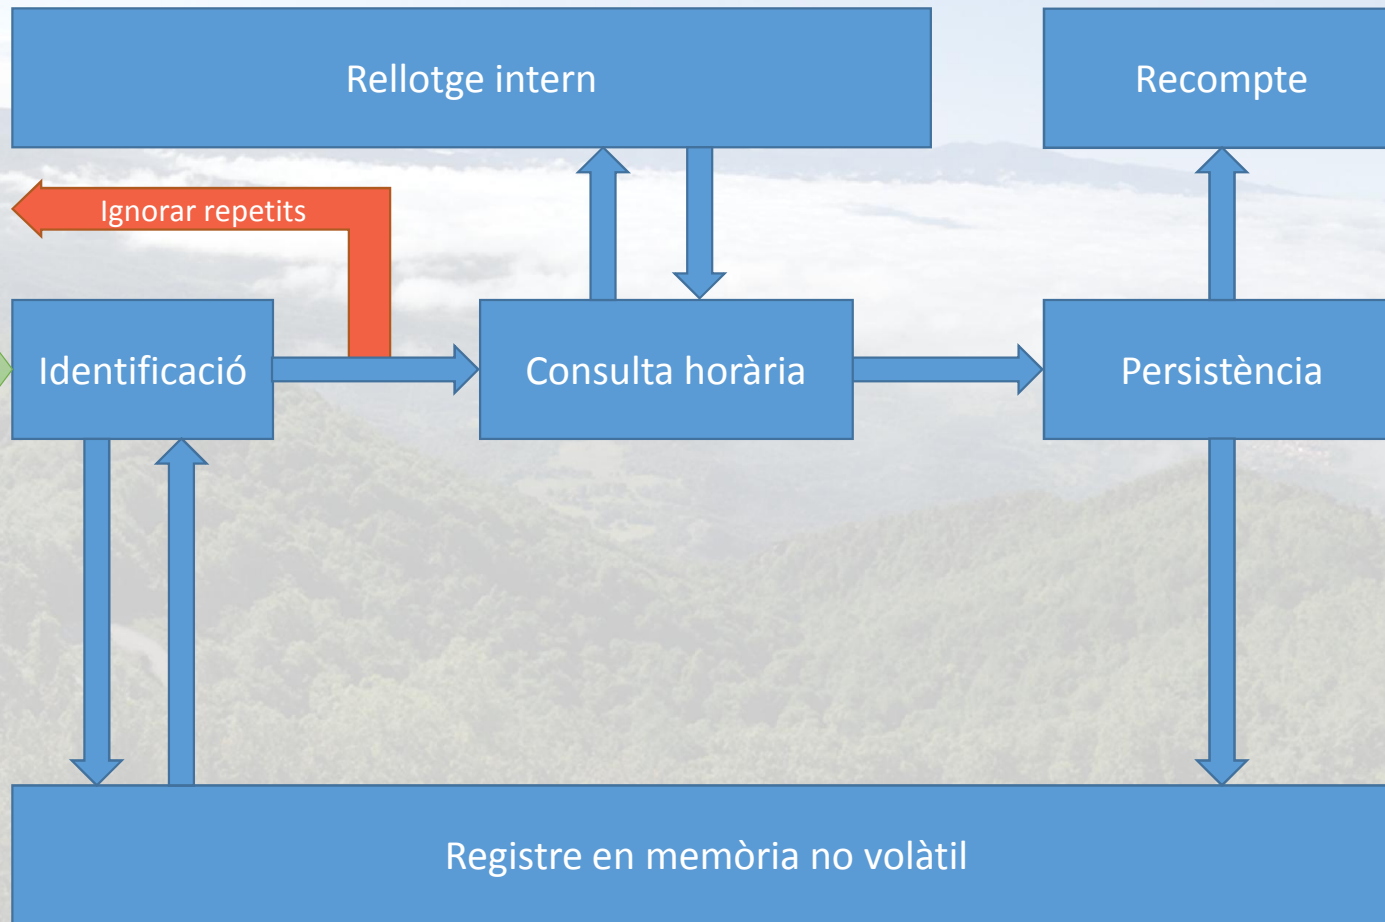 Rellotge intern
Recompte
Ignorar repetits
Identificació
Consulta horària
Persistència
Registre en memòria no volàtil